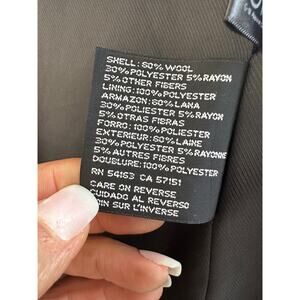 SHELL: 60% WOOL
30% POLYESTER 5% RAYON
5% OTHER FIBERS
LINING: 100% POLYESTER
ARMAZON: 60% LANA
30% POLIESTER 5% RAYON
5% OTRAS FIBRAS
FORRO: 100% POLIESTER
EXTERIEUR: 60% LAINE
30% POLYESTER 5% RAYONNE
5% AUTRES FIBRES
DOUBLURE: 100% POLYESTER
RN 54163 CA 57151
CARE ON REVERSE
CUIDADO AL REVERSO
SOIN SUR L'INVERSE